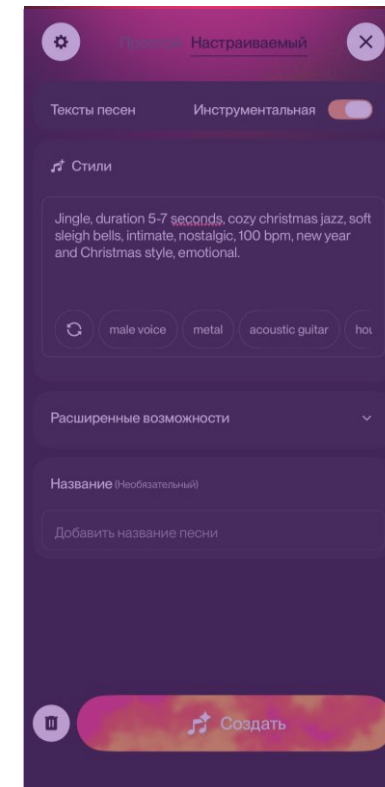 Простой Настраиваемый
Тексты песен Инструментальная
Стили
Jingle, duration 5-7 seconds, cozy christmas jazz, soft
sleigh bells, intimate, nostalgic, 100 bpm, new year
and Christmas style, emotional.
male voice metal acoustic guitar hou
Расширенные возможности
Название (Необязательный)
Добавить название песни
Создать